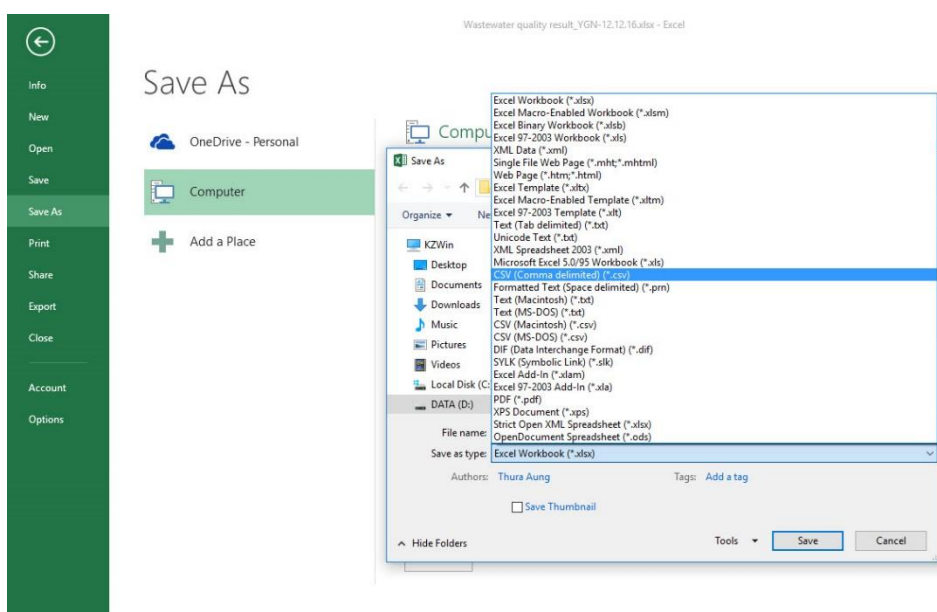 Wastewater quality result_YGN-12.12.16.xlsx - Excel
Info
New
Open
Save
Save As
Print
Share
Export
Close
Account
Options
Save As
OneDrive - Personal
Computer
Add a Place
Compu
Save As
Organize
Ne
KZWin
Desktop
Documents
Downloads
Music
Pictures
Videos
Local Disk (C:
DATA (D:)
Excel Workbook (*.xlsx)
Excel Macro-Enabled Workbook (*.xlsm)
Excel Binary Workbook (*.xlsb)
Excel 97-2003 Workbook (*.xls)
XML Data (*.xml)
Single File Web Page (*.mht;*.mhtml)
Web Page (*.htm;*.html)
Excel Template (*.xltx)
Excel Macro-Enabled Template (*.xltm)
Excel 97-2003 Template (*.xlt)
Text (Tab delimited) (*.txt)
Unicode Text (*.txt)
XML Spreadsheet 2003 (*.xml)
Microsoft Excel 5.0/95 Workbook (*.xls)
CSV (Comma delimited) (*.csv)
Formatted Text (Space delimited) (*.prn)
Text (Macintosh) (*.txt)
Text (MS-DOS) (*.txt)
CSV (Macintosh) (*.csv)
CSV (MS-DOS) (*.csv)
DIF (Data Interchange Format) (*.dif)
SYLK (Symbolic Link) (*.slk)
Excel Add-In (*.xlam)
Excel 97-2003 Add-In (*.xla)
PDF (*.pdf)
XPS Document (*.xps)
Strict Open XML Spreadsheet (*.xlsx)
OpenDocument Spreadsheet (*.ods)
File name:
Save as type: Excel Workbook (*.xlsx)
Authors: Thura Aung Tags: Add a tag
Save Thumbnail
Hide Folders Tools Save Cancel